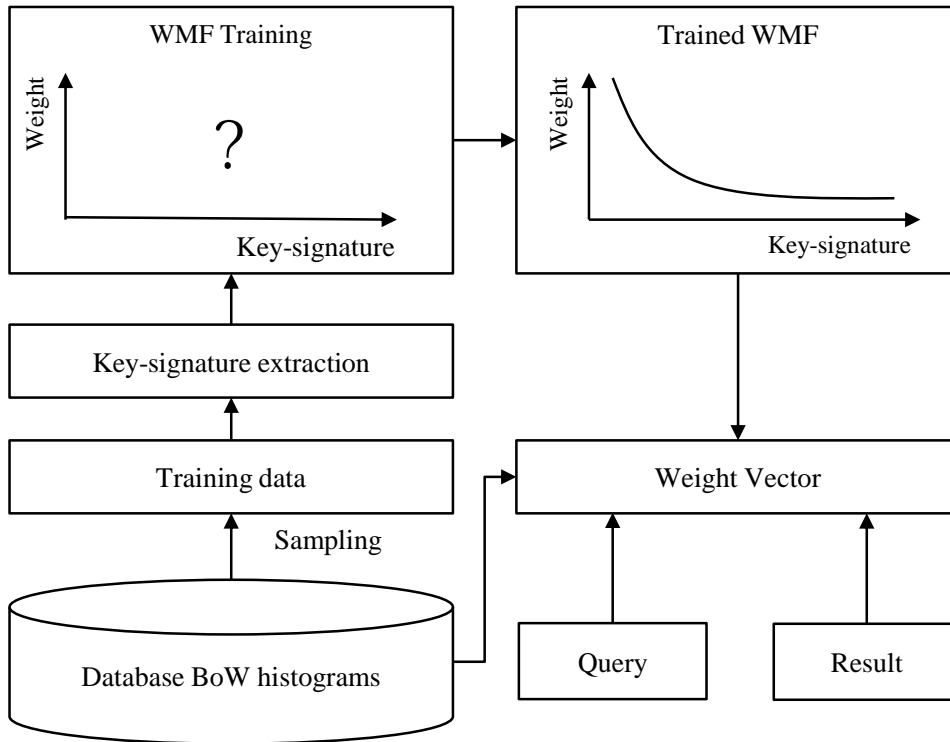 WMF Training
Weight
?
Key-signature
Trained WMF
Weight
Key-signature
Key-signature extraction
Training data
Weight Vector
Sampling
Database BoW histograms
Query
Result